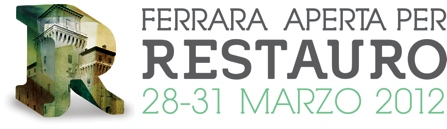 R
FERRARA APERTA PER
RESTAURO
28-31 MARZO 2012